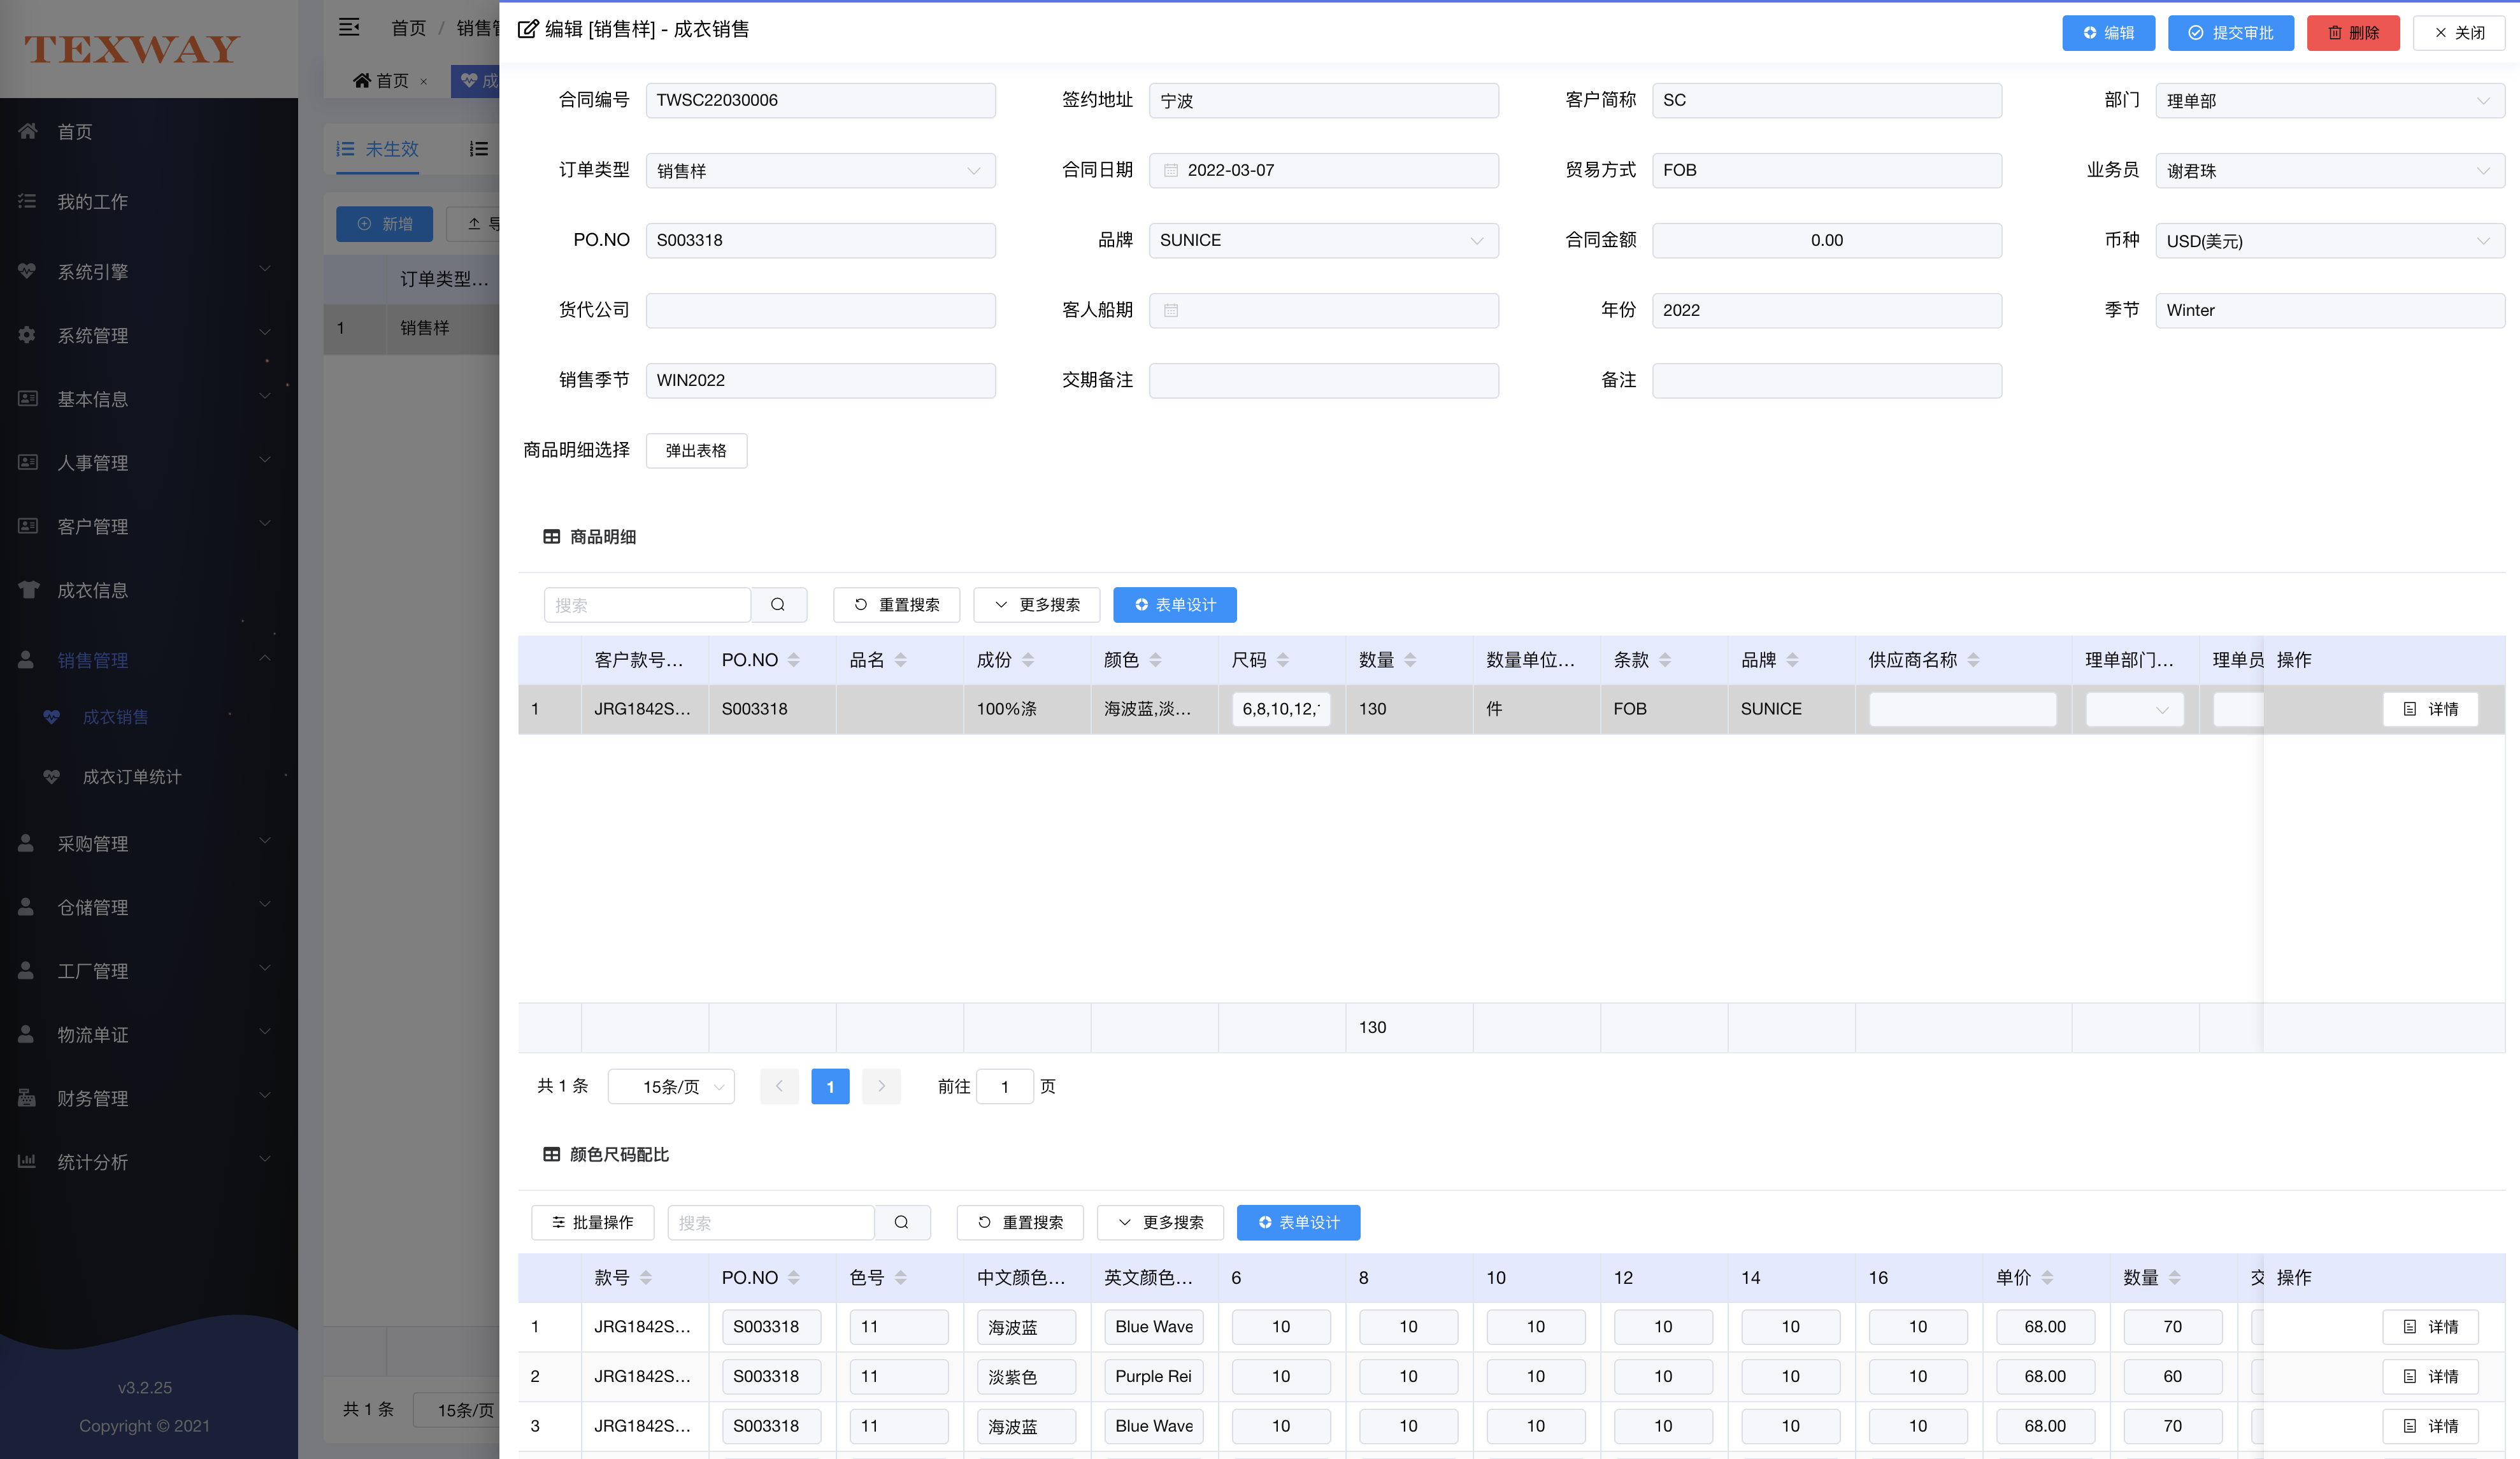 TEXWAY
首页
我的工作
系统引擎
系统管理
基本信息
人事管理
客户管理
成衣信息
销售管理
成衣销售
成衣订单统计
采购管理
仓储管理
工厂管理
物流单证
财务管理
统计分析
v3.2.25
Copyright © 2021
首页 / 销售管
首页 × 成
未生效
新增 导
订单类型...
1 销售样
共 1 条 15条/页
编辑 [销售样] - 成衣销售
编辑 提交审批 删除 × 关闭
合同编号 TWSC22030006 签约地址 宁波 客户简称 SC 部门 理单部
订单类型 销售样 合同日期 2022-03-07 贸易方式 FOB 业务员 谢君珠
PO.NO S003318 品牌 SUNICE 合同金额 0.00 币种 USD(美元)
货代公司 客人船期 年份 2022 季节 Winter
销售季节 WIN2022 交期备注 备注
商品明细选择 弹出表格
商品明细
搜索 重置搜索 更多搜索 表单设计
客户款号... PO.NO 品名 成份 颜色 尺码 数量 数量单位... 条款 品牌 供应商名称 理单部门... 理单员 操作
1 JRG1842S... S003318 100%涤 海波蓝,淡... 6,8,10,12, 130 件 FOB SUNICE 详情
130
共 1 条 15条/页 1 前往 1 页
颜色尺码配比
批量操作 搜索 重置搜索 更多搜索 表单设计
款号 PO.NO 色号 中文颜色... 英文颜色... 6 8 10 12 14 16 单价 数量 交 操作
1 JRG1842S... S003318 11 海波蓝 Blue Wave 10 10 10 10 10 10 68.00 70 详情
2 JRG1842S... S003318 11 淡紫色 Purple Rei 10 10 10 10 10 10 68.00 60 详情
3 JRG1842S... S003318 11 海波蓝 Blue Wave 10 10 10 10 10 10 68.00 70 详情